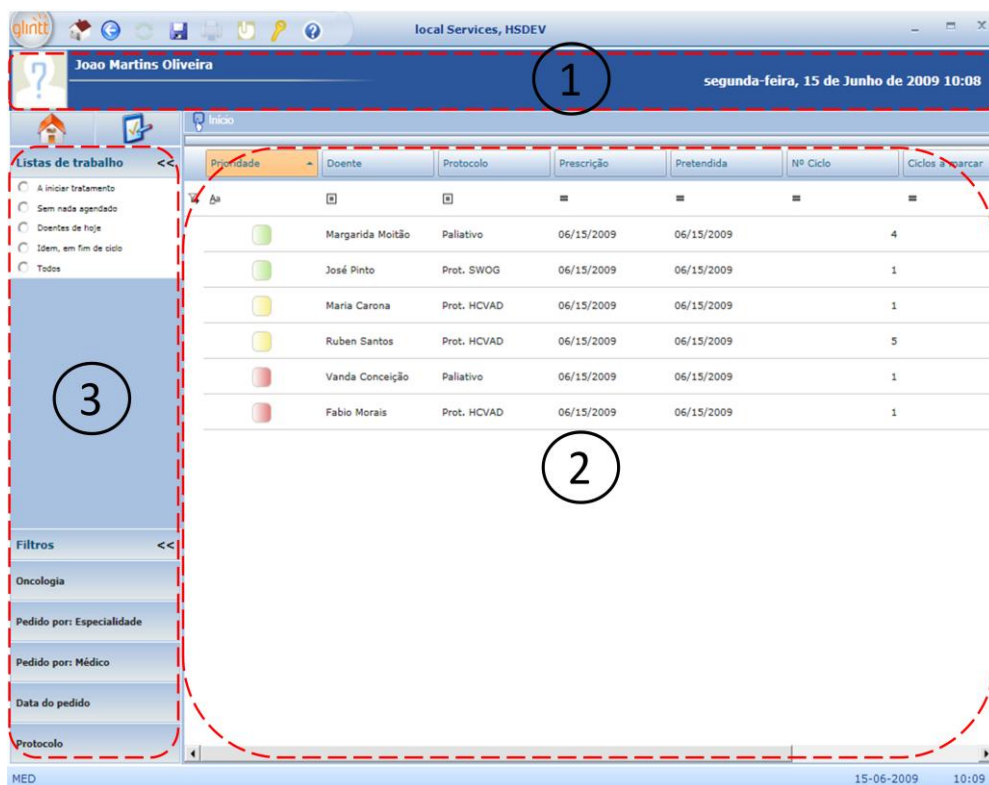 glintt
local Services, HSDEV
Joao Martins Oliveira
1
segunda-feira, 15 de Junho de 2009 10:08
Início
Listas de trabalho <<
A iniciar tratamento
Sem nada agendado
Doentes de hoje
Idem, em fim de ciclo
Todos
3
Filtros <<
Oncologia
Pedido por: Especialidade
Pedido por: Médico
Data do pedido
Protocolo
Prioridade Doente Protocolo Prescrição Pretendida Nº Ciclo Ciclos a marcar
Aa = = = =
Margarida Moitão Paliativo 06/15/2009 06/15/2009 4
José Pinto Prot. SWOG 06/15/2009 06/15/2009 1
Maria Carona Prot. HCVAD 06/15/2009 06/15/2009 1
Ruben Santos Prot. HCVAD 06/15/2009 06/15/2009 5
Vanda Conceição Paliativo 06/15/2009 06/15/2009 1
Fabio Morais Prot. HCVAD 06/15/2009 06/15/2009 1
2
MED 15-06-2009 10:09